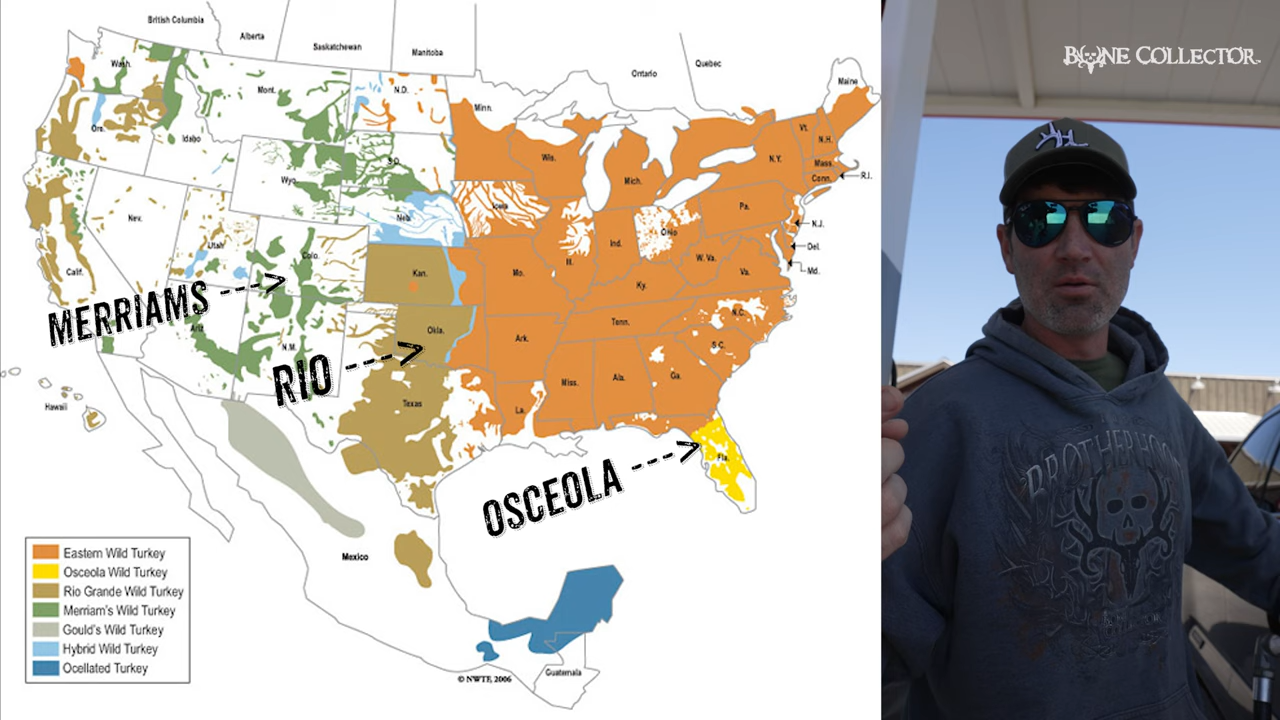 British Columbia
Alberta
Saskatchewan
Manitoba
Ontario
Quebec
Maine
Wash.
Mont.
N.D.
Minn.
Vt.
N.H.
Ore.
Idaho
S.D.
Wis.
Mich.
N.Y.
Mass.
Conn.
R.I.
Wyo.
Neb.
Iowa
Ohio
Pa.
N.J.
Nev.
Utah
Colo.
Kan.
Mo.
Ill.
Ind.
W. Va.
Va.
Del.
Md.
Calif.
Ky.
MERRIAMS --->
Ariz.
N.M.
Okla.
Ark.
Tenn.
N.C.
S.C.
RIO --->
Hawaii
Texas
La.
Miss.
Ala.
Ga.
Fla.
OSCEOLA --->
Mexico
Guatemala
© NWTF, 2006
Eastern Wild Turkey
Osceola Wild Turkey
Rio Grande Wild Turkey
Merriam's Wild Turkey
Gould's Wild Turkey
Hybrid Wild Turkey
Ocellated Turkey
BONE COLLECTOR
BROTHERHOOD